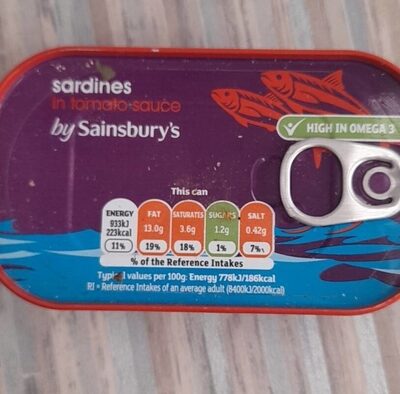 sardines
in tomato sauce
by Sainsbury's
HIGH IN OMEGA 3
This can
ENERGY FAT SATURATES SUGARS SALT
933kJ 13.0g 3.6g 1.2g 0.42g
223kcal
11% 19% 18% 1% 7%
% of the Reference Intakes
Typical values per 100g: Energy 778kJ/186kcal
RI = Reference Intakes of an average adult (8400kJ/2000kcal)